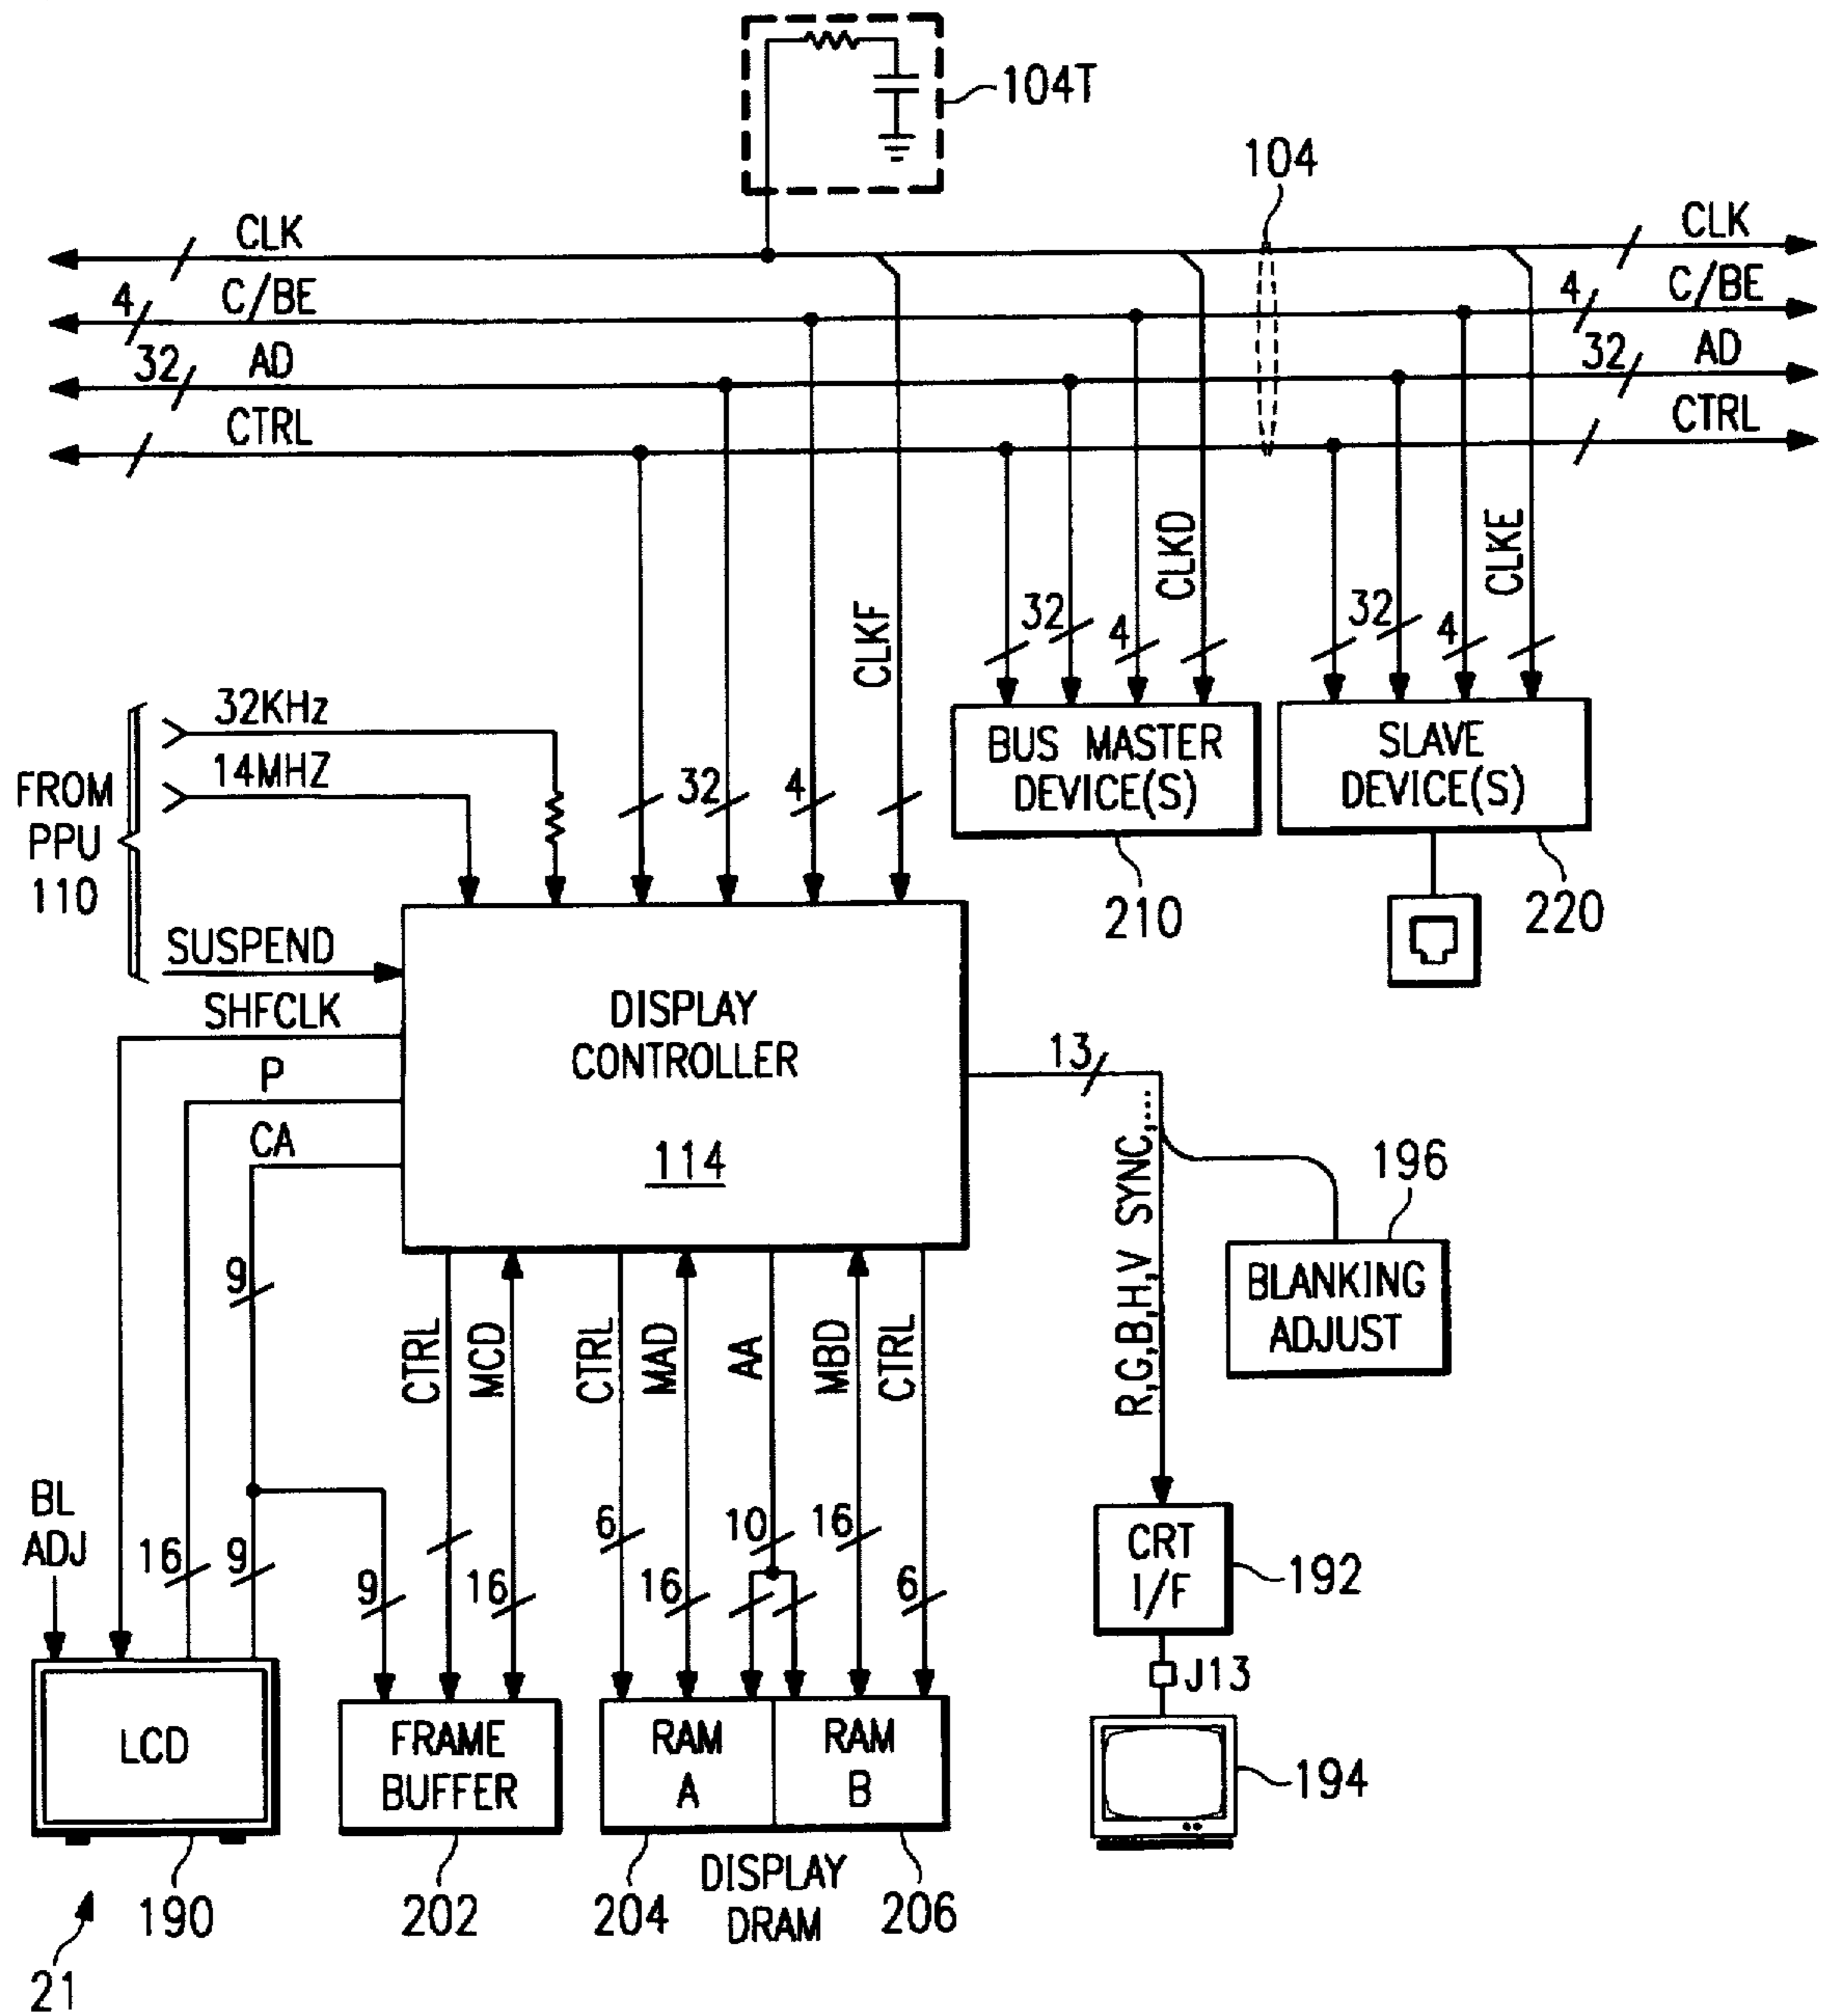 104T
104
CLK
CLK
4
C/BE
4
C/BE
32
AD
32
AD
CTRL
CTRL
CLKF
CLKD
CLKE
32
4
32
4
FROM
PPU
110
32KHz
14MHZ
32
4
BUS MASTER
DEVICE(S)
SLAVE
DEVICE(S)
210
220
SUSPEND
SHFCLK
P
CA
DISPLAY
CONTROLLER
114
13
R,G,B,H,V SYNC,...
196
BLANKING
ADJUST
9
CTRL
MCD
CTRL
MAD
AA
MBD
CTRL
BL
ADJ
16
9
9
16
6
16
10
16
6
CRT
I/F
192
J13
194
LCD
FRAME
BUFFER
RAM
A
RAM
B
190
202
204
DISPLAY
DRAM
206
21